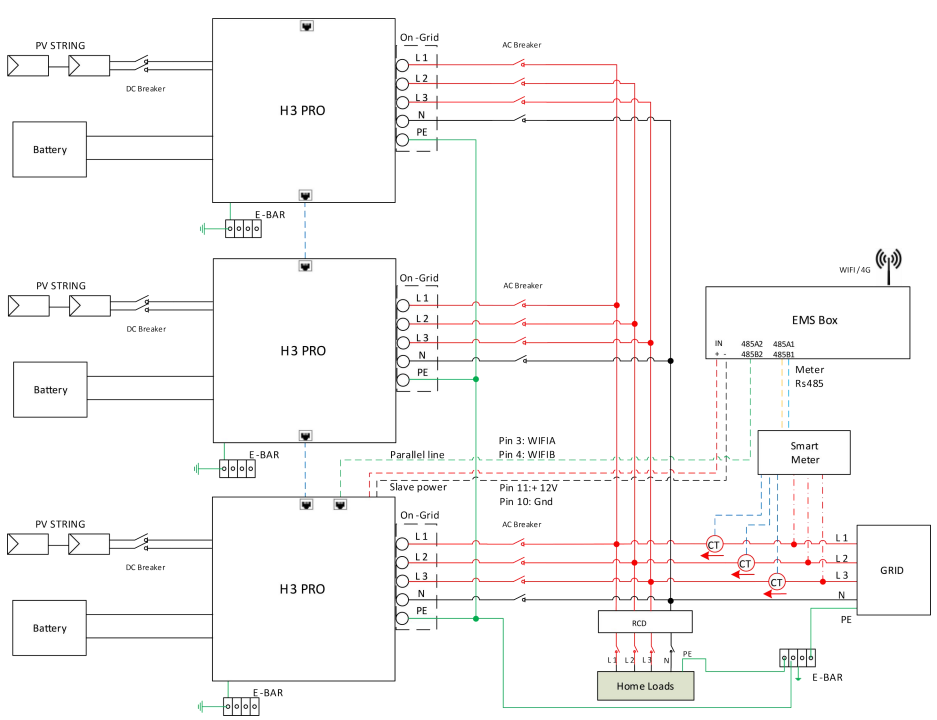 PV STRING
DC Breaker
Battery
H3 PRO
E-BAR
On-Grid
L1
L2
L3
N
PE
AC Breaker
PV STRING
DC Breaker
Battery
H3 PRO
E-BAR
On-Grid
L1
L2
L3
N
PE
AC Breaker
WIFI/4G
EMS Box
IN
+ -
485A2
485B2
485A1
485B1
Meter
Rs485
Smart
Meter
Parallel line
Pin 3: WIFIA
Pin 4: WIFIB
Slave power
Pin 11:+ 12V
Pin 10: Gnd
PV STRING
DC Breaker
Battery
H3 PRO
E-BAR
On-Grid
L1
L2
L3
N
PE
AC Breaker
CT
CT
CT
L1
L2
L3
N
PE
GRID
RCD
L1
L2
L3
N
PE
Home Loads
E-BAR